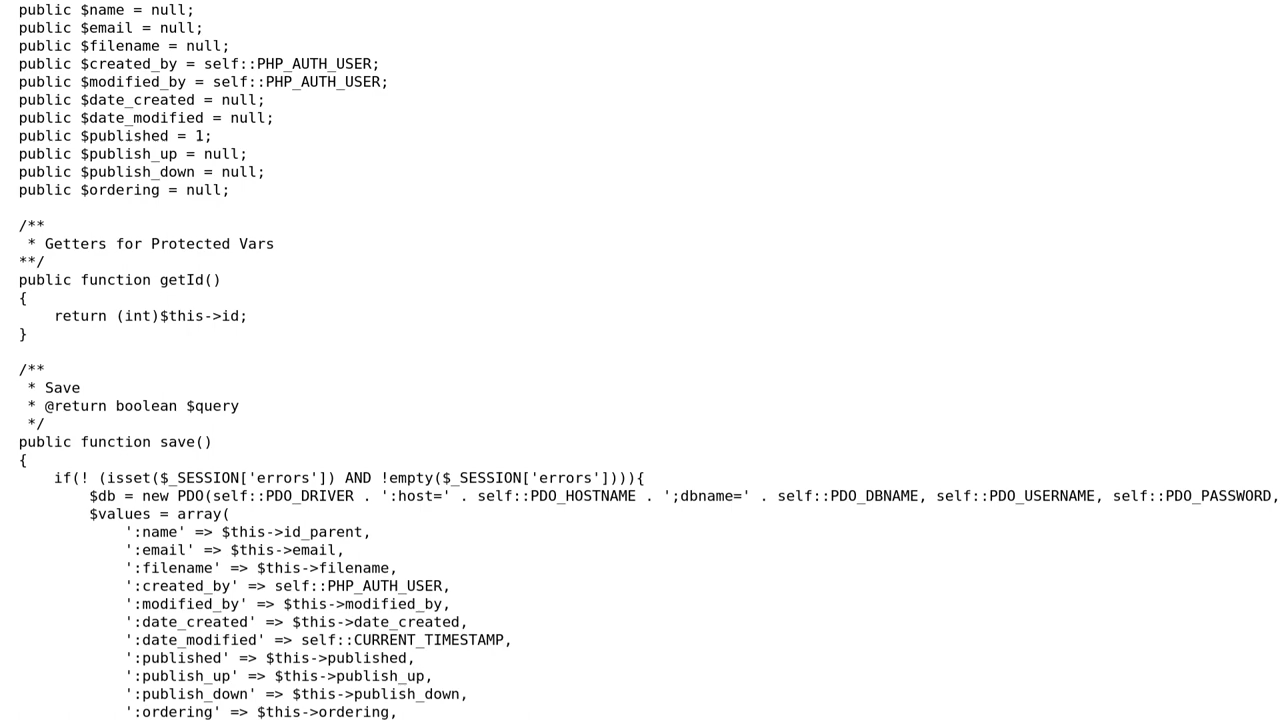 public $name = null;
public $email = null;
public $filename = null;
public $created_by = self::PHP_AUTH_USER;
public $modified_by = self::PHP_AUTH_USER;
public $date_created = null;
public $date_modified = null;
public $published = 1;
public $publish_up = null;
public $publish_down = null;
public $ordering = null;
/**
 * Getters for Protected Vars
**/
public function getId()
{
    return (int)$this->id;
}
/**
 * Save
 * @return boolean $query
 */
public function save()
{
    if(! (isset($_SESSION['errors']) AND !empty($_SESSION['errors']))){
        $db = new PDO(self::PDO_DRIVER . ':host=' . self::PDO_HOSTNAME . ';dbname=' . self::PDO_DBNAME, self::PDO_USERNAME, self::PDO_PASSWORD,
        $values = array(
            ':name' => $this->id_parent,
            ':email' => $this->email,
            ':filename' => $this->filename,
            ':created_by' => self::PHP_AUTH_USER,
            ':modified_by' => $this->modified_by,
            ':date_created' => $this->date_created,
            ':date_modified' => self::CURRENT_TIMESTAMP,
            ':published' => $this->published,
            ':publish_up' => $this->publish_up,
            ':publish_down' => $this->publish_down,
            ':ordering' => $this->ordering,